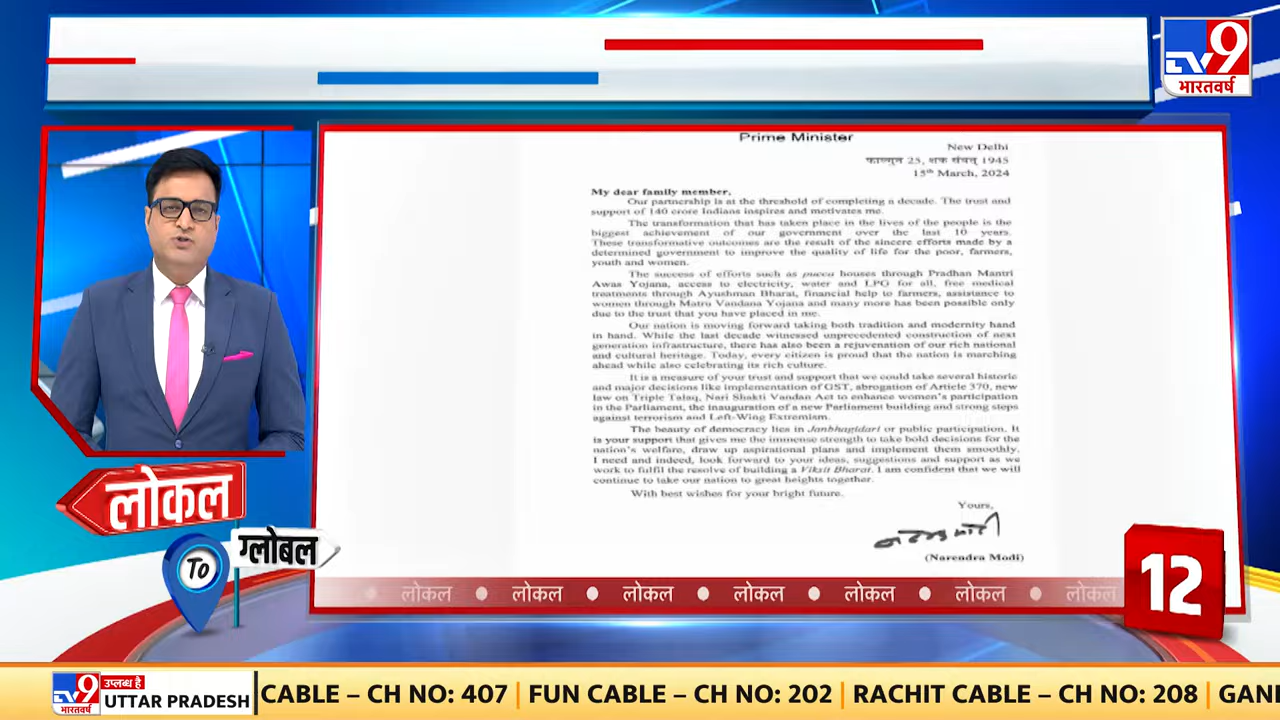 TV9
भारतवर्ष
Prime Minister
New Delhi
फाल्गुन 25, शक संवत् 1945
15th March, 2024
My dear family member,
Our partnership is at the threshold of completing a decade. The trust and
support of 140 crore Indians inspires and motivates me.
The transformation that has taken place in the lives of the people is the
biggest achievement of our government over the last 10 years.
These transformative outcomes are the result of the sincere efforts made by a
determined government to improve the quality of life for the poor, farmers,
youth and women.
The success of efforts such as pucca houses through Pradhan Mantri
Awas Yojana, access to electricity, water and LPG for all, free medical
treatments through Ayushman Bharat, financial help to farmers, assistance to
women through Matru Vandana Yojana and many more has been possible only
due to the trust that you have placed in me.
Our nation is moving forward taking both tradition and modernity hand
in hand. While the last decade witnessed unprecedented construction of next
generation infrastructure, there has also been a rejuvenation of our rich national
and cultural heritage. Today, every citizen is proud that the nation is marching
ahead while also celebrating its rich culture.
It is a measure of your trust and support that we could take several historic
and major decisions like implementation of GST, abrogation of Article 370, new
law on Triple Talaq, Nari Shakti Vandan Act to enhance women's participation
in the Parliament, the inauguration of a new Parliament building and strong steps
against terrorism and Left-Wing Extremism.
The beauty of democracy lies in Janbhagidari or public participation. It
is your support that gives me the immense strength to take bold decisions for the
nation's welfare, draw up aspirational plans and implement them smoothly.
I need and indeed, look forward to your ideas, suggestions and support as we
work to fulfil the resolve of building a Viksit Bharat. I am confident that we will
continue to take our nation to great heights together.
With best wishes for your bright future.
Yours,
(Narendra Modi)
लोकल
To
ग्लोबल
लोकल ● लोकल ● लोकल ● लोकल ● लोकल ● लोकल ● लोकल
12
TV9
भारतवर्ष
उपलब्ध है
UTTAR PRADESH
CABLE – CH NO: 407 | FUN CABLE – CH NO: 202 | RACHIT CABLE – CH NO: 208 |